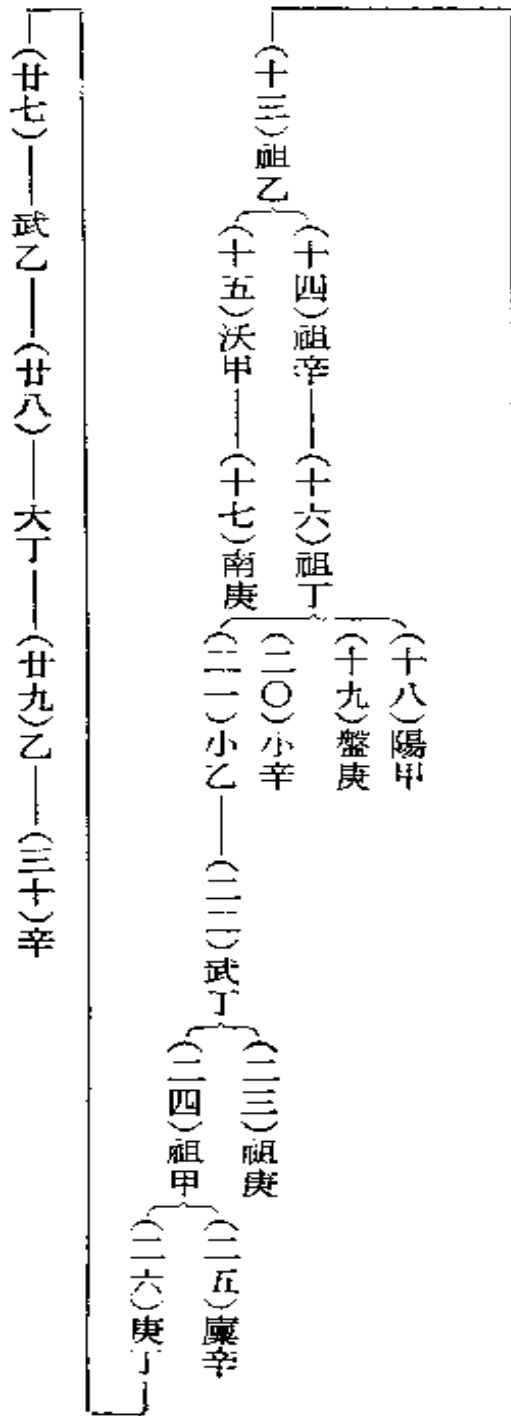 （十三）祖乙
（十四）祖辛——（十六）祖丁
（十五）沃甲——（十七）南庚
（十八）陽甲
（十九）盤庚
（二〇）小辛
（二一）小乙——（二二）武丁
（二三）祖庚
（二四）祖甲
（二五）廩辛
（二六）庚丁
（廿七）——武乙——（廿八）——大丁——（廿九）乙——（三十）辛